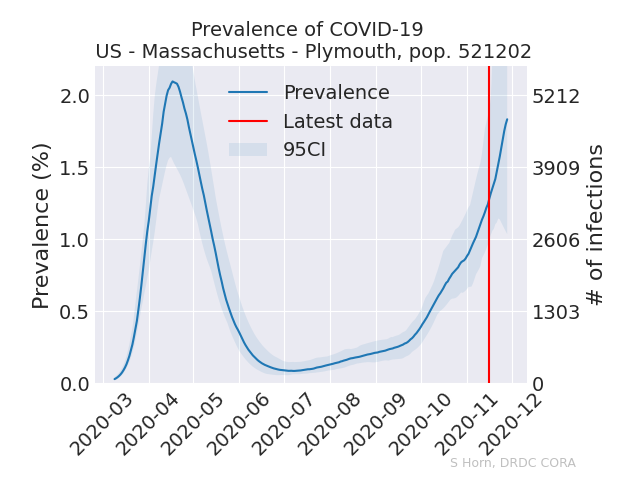 Prevalence of COVID-19
US - Massachusetts - Plymouth, pop. 521202
Prevalence
Latest data
95CI
Prevalence (%)
2.0
1.5
1.0
0.5
0.0
5212
3909
2606
1303
0
# of infections
2020-03
2020-04
2020-05
2020-06
2020-07
2020-08
2020-09
2020-10
2020-11
2020-12
S Horn, DRDC CORA